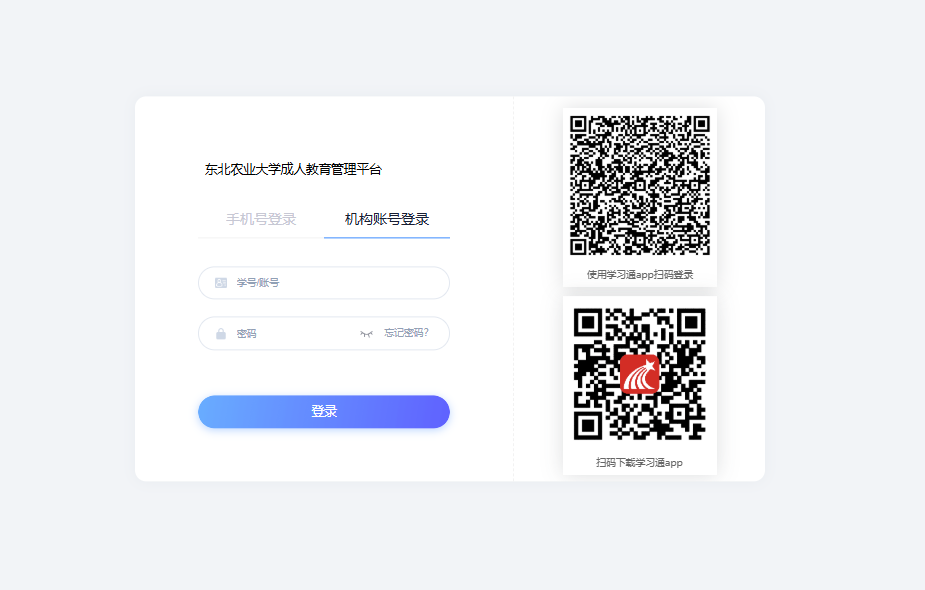 东北农业大学成人教育管理平台
手机号登录 机构账号登录
学号/账号
密码 忘记密码?
登录
使用学习通app扫码登录
扫码下载学习通app